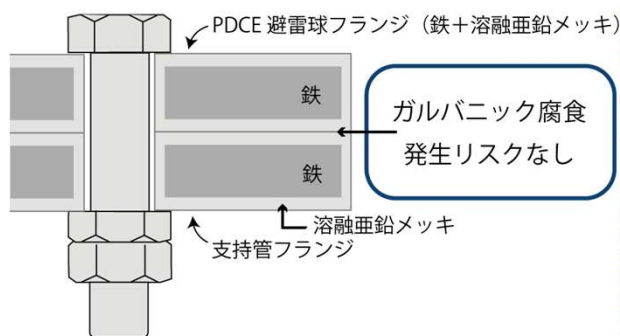 PDCE 避雷球フランジ（鉄＋溶融亜鉛メッキ）
鉄
ガルバニック腐食
発生リスクなし
鉄
溶融亜鉛メッキ
支持管フランジ